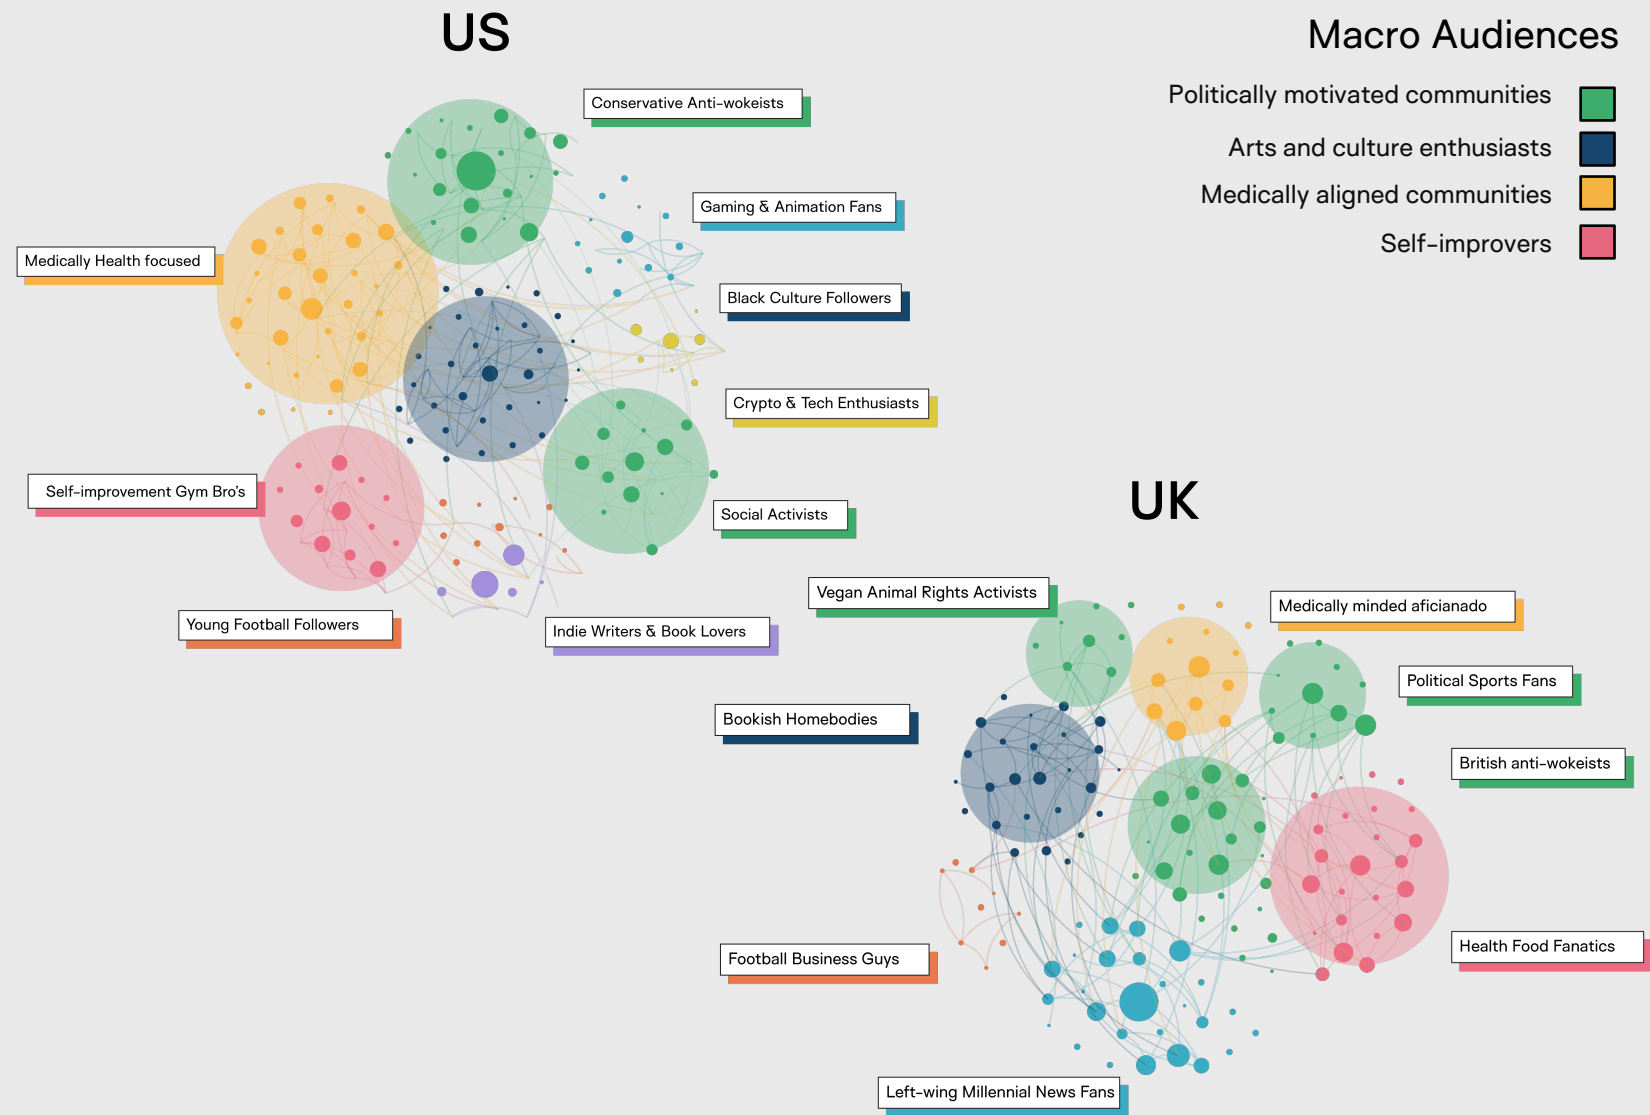 US
Macro Audiences
Politically motivated communities
Arts and culture enthusiasts
Medically aligned communities
Self-improvers
Conservative Anti-wokeists
Gaming & Animation Fans
Medically Health focused
Black Culture Followers
Crypto & Tech Enthusiasts
Self-improvement Gym Bro's
Social Activists
Young Football Followers
Indie Writers & Book Lovers
UK
Vegan Animal Rights Activists
Medically minded aficianado
Political Sports Fans
Bookish Homebodies
British anti-wokeists
Football Business Guys
Health Food Fanatics
Left-wing Millennial News Fans